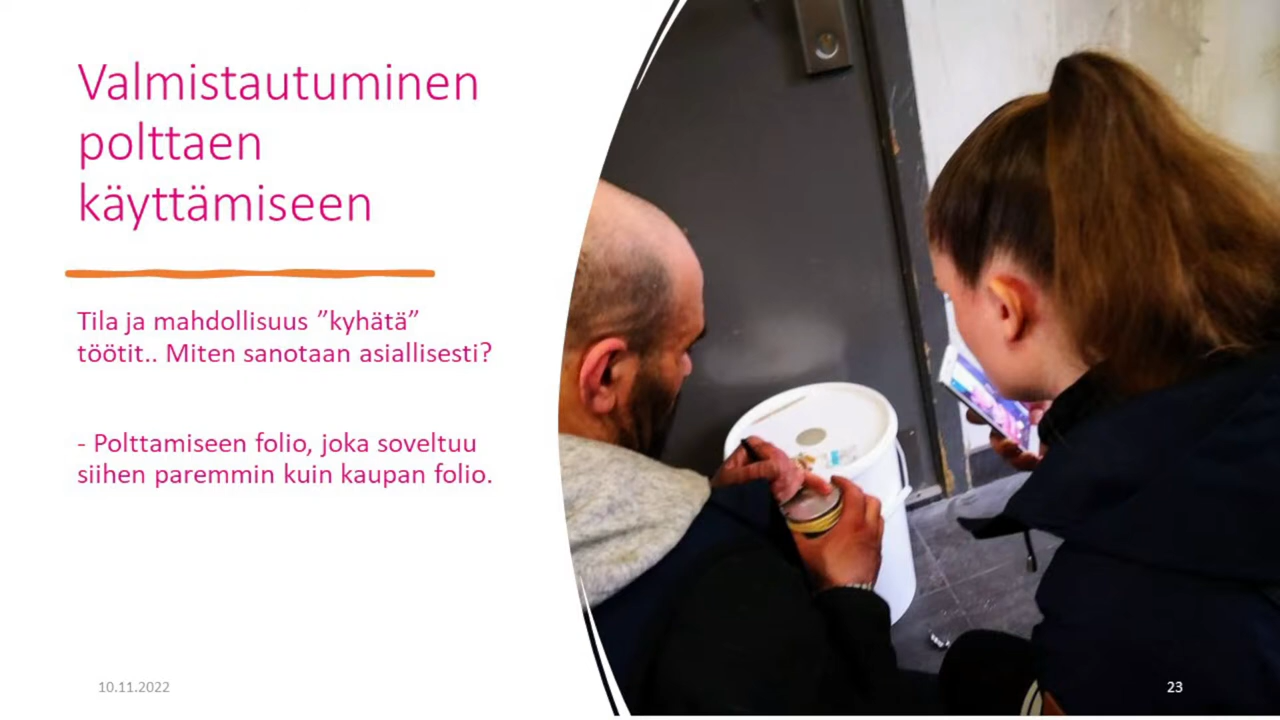 Valmistautuminen
polttaen
käyttämiseen
Tila ja mahdollisuus ”kyhätä”
töötit.. Miten sanotaan asiallisesti?
- Polttamiseen folio, joka soveltuu
siihen paremmin kuin kaupan folio.
10.11.2022
23